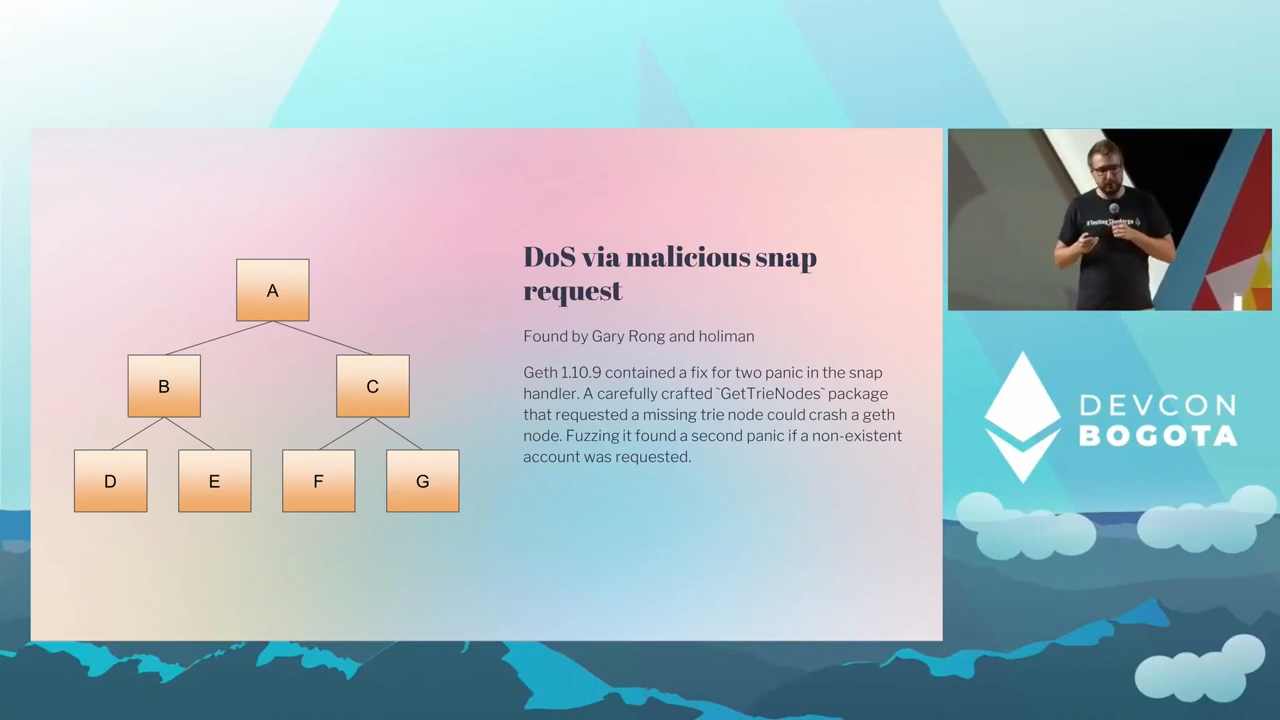 A
B
C
D
E
F
G
DoS via malicious snap
request
Found by Gary Rong and holiman
Geth 1.10.9 contained a fix for two panic in the snap
handler. A carefully crafted `GetTrieNodes` package
that requested a missing trie node could crash a geth
node. Fuzzing it found a second panic if a non-existent
account was requested.
#TestingTheMerge
DEVCON
BOGOTA